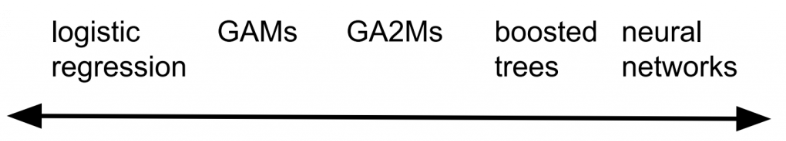 logistic regression
GAMs
GA2Ms
boosted trees
neural networks